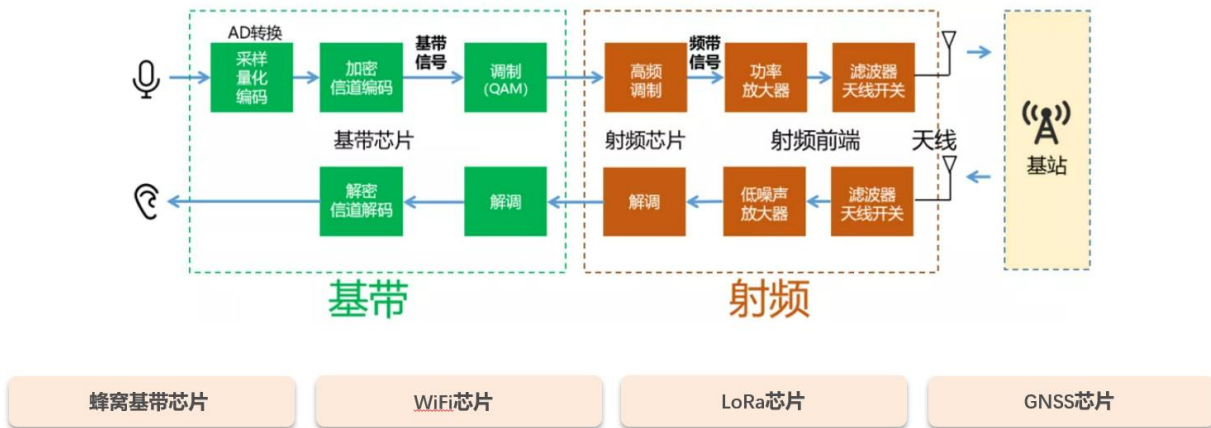 AD转换
采样
量化
编码
加密
信道编码
基带
信号
调制
(QAM)
高频
调制
频带
信号
功率
放大器
滤波器
天线开关
基带芯片
射频芯片
射频前端
天线
基站
解密
信道解码
解调
解调
低噪声
放大器
滤波器
天线开关
基带
射频
蜂窝基带芯片
WiFi芯片
LoRa芯片
GNSS芯片